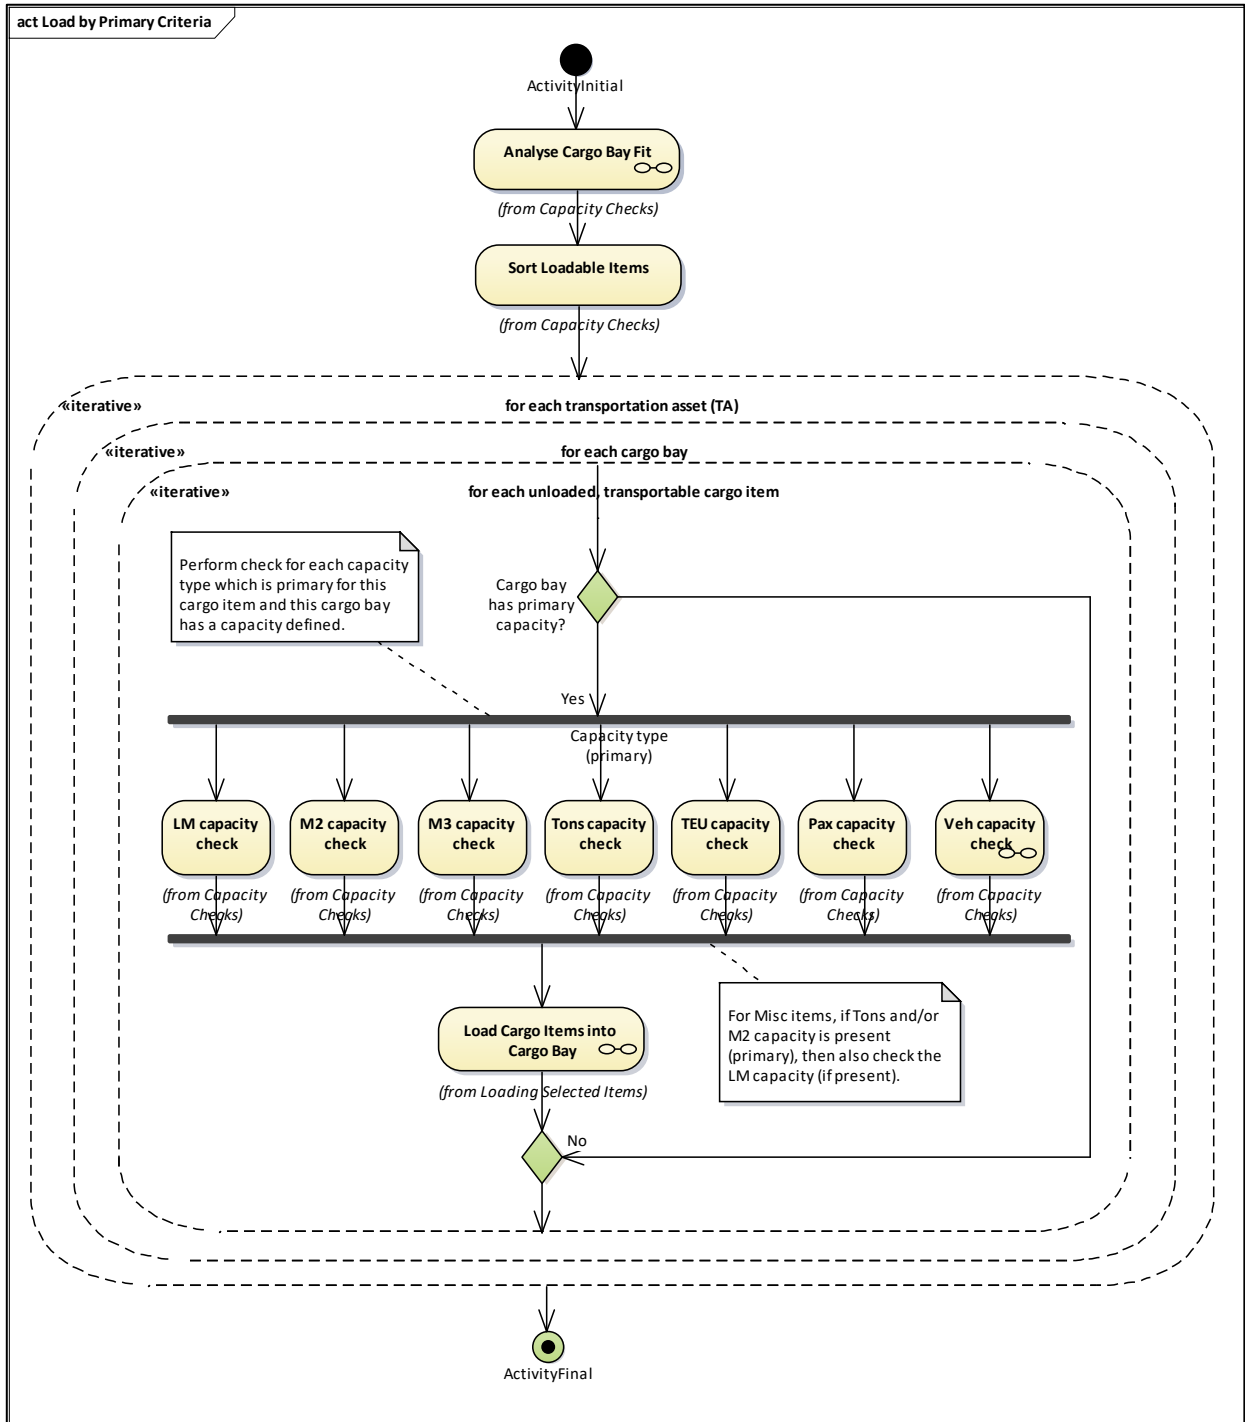 act Load by Primary Criteria
ActivityInitial
Analyse Cargo Bay Fit
(from Capacity Checks)
Sort Loadable Items
(from Capacity Checks)
«iterative»
for each transportation asset (TA)
«iterative»
for each cargo bay
«iterative»
for each unloaded, transportable cargo item
Perform check for each capacity
type which is primary for this
cargo item and this cargo bay
has a capacity defined.
Cargo bay
has primary
capacity?
Yes
Capacity type
(primary)
LM capacity
check
(from Capacity
Checks)
M2 capacity
check
(from Capacity
Checks)
M3 capacity
check
(from Capacity
Checks)
Tons capacity
check
(from Capacity
Checks)
TEU capacity
check
(from Capacity
Checks)
Pax capacity
check
(from Capacity
Checks)
Veh capacity
check
(from Capacity
Checks)
Load Cargo Items into
Cargo Bay
(from Loading Selected Items)
For Misc items, if Tons and/or
M2 capacity is present
(primary), then also check the
LM capacity (if present).
No
ActivityFinal